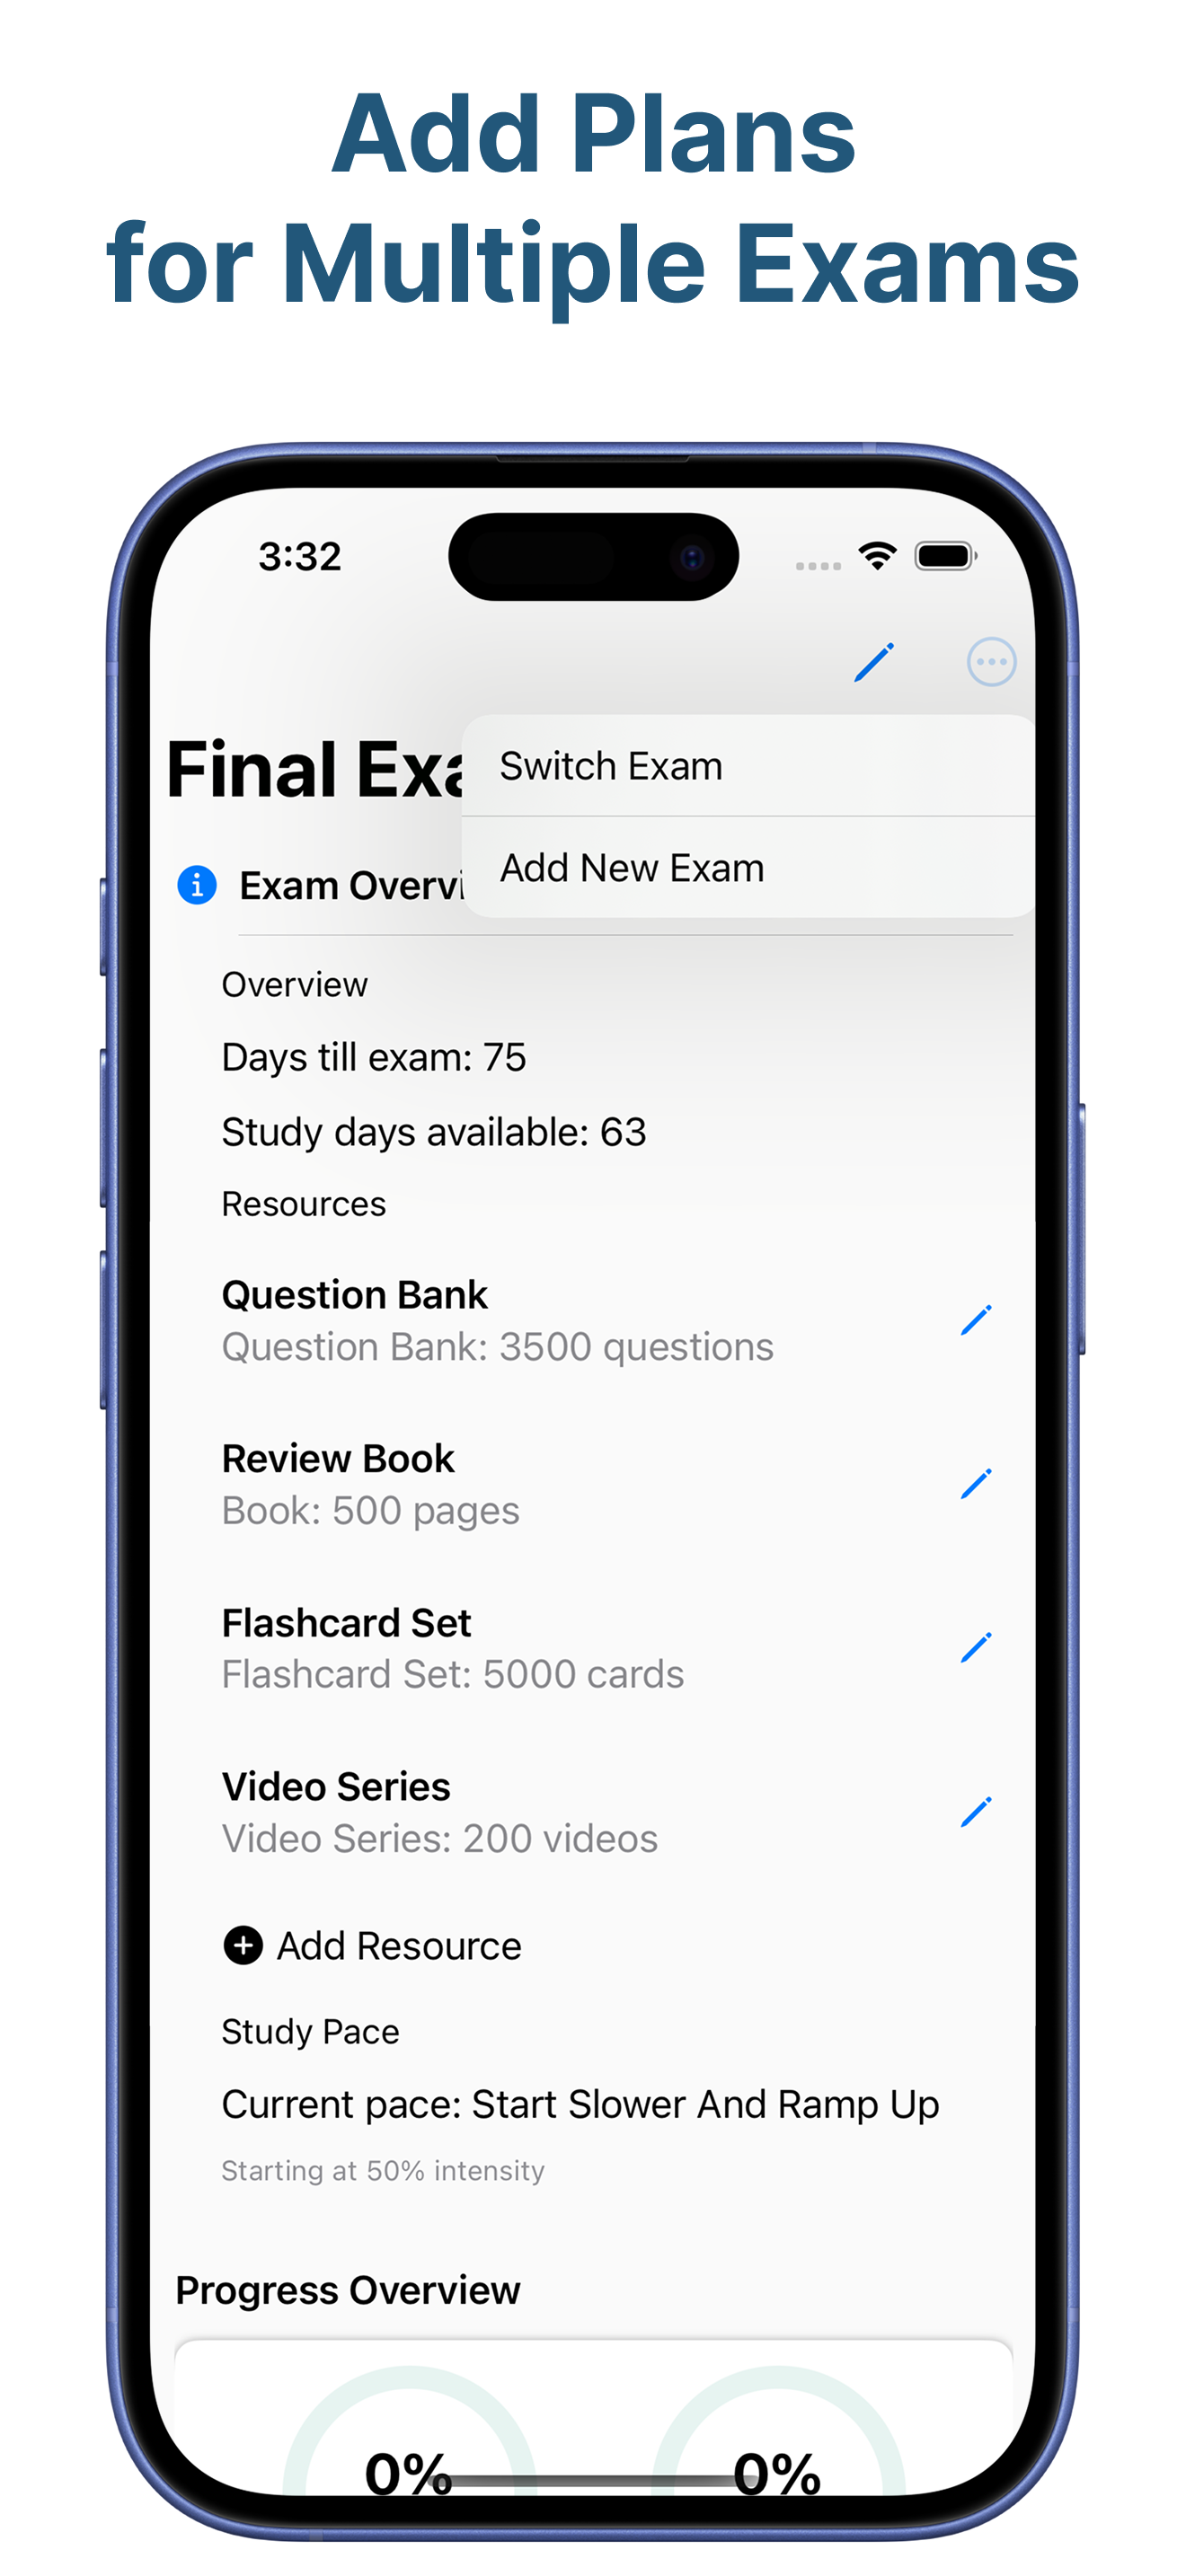 Add Plans
for Multiple Exams
3:32
Switch Exam
Final Exa
Add New Exam
Exam Overvi
Overview
Days till exam: 75
Study days available: 63
Resources
Question Bank
Question Bank: 3500 questions
Review Book
Book: 500 pages
Flashcard Set
Flashcard Set: 5000 cards
Video Series
Video Series: 200 videos
Add Resource
Study Pace
Current pace: Start Slower And Ramp Up
Starting at 50% intensity
Progress Overview
0% 0%